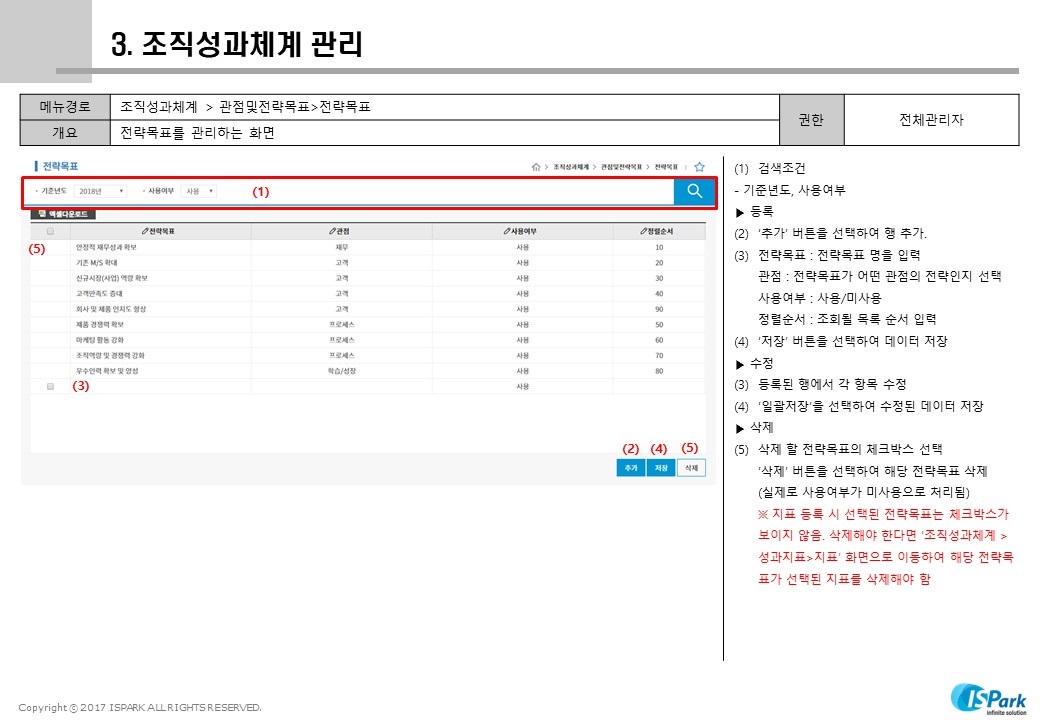 3. 조직성과체계 관리
메뉴경로 조직성과체계 > 관점및전략목표>전략목표 권한 전체관리자
개요 전략목표를 관리하는 화면
전략목표 조직성과체계 > 관점및전략목표 > 전략목표
기준년도 2018년 사용여부 사용 (1)
엑셀다운로드
전략목표 관점 사용여부 정렬순서
(5) 안정적 재무성과 확보 재무 사용 10
기존 M/S 확대 고객 사용 20
신규시장(사업) 역량 확보 고객 사용 30
고객만족도 증대 고객 사용 40
회사 및 제품 인지도 향상 고객 사용 90
제품 경쟁력 확보 프로세스 사용 50
마케팅 활동 강화 프로세스 사용 60
조직역량 및 경쟁력 강화 프로세스 사용 70
우수인력 확보 및 양성 학습/성장 사용 80
(3) 사용
(2) (4) (5)
추가 저장 삭제
(1) 검색조건
- 기준년도, 사용여부
▶ 등록
(2) ‘추가’ 버튼을 선택하여 행 추가.
(3) 전략목표 : 전략목표 명을 입력
관점 : 전략목표가 어떤 관점의 전략인지 선택
사용여부 : 사용/미사용
정렬순서 : 조회될 목록 순서 입력
(4) ‘저장’ 버튼을 선택하여 데이터 저장
▶ 수정
(3) 등록된 행에서 각 항목 수정
(4) ‘일괄저장’을 선택하여 수정된 데이터 저장
▶ 삭제
(5) 삭제 할 전략목표의 체크박스 선택
‘삭제’ 버튼을 선택하여 해당 전략목표 삭제
(실제로 사용여부가 미사용으로 처리됨)
※ 지표 등록 시 선택된 전략목표는 체크박스가
보이지 않음. 삭제해야 한다면 ‘조직성과체계 >
성과지표>지표’ 화면으로 이동하여 해당 전략목
표가 선택된 지표를 삭제해야 함
Copyright ⓒ 2017 ISPARK ALL RIGHTS RESERVED.
ISPark
infinite solution